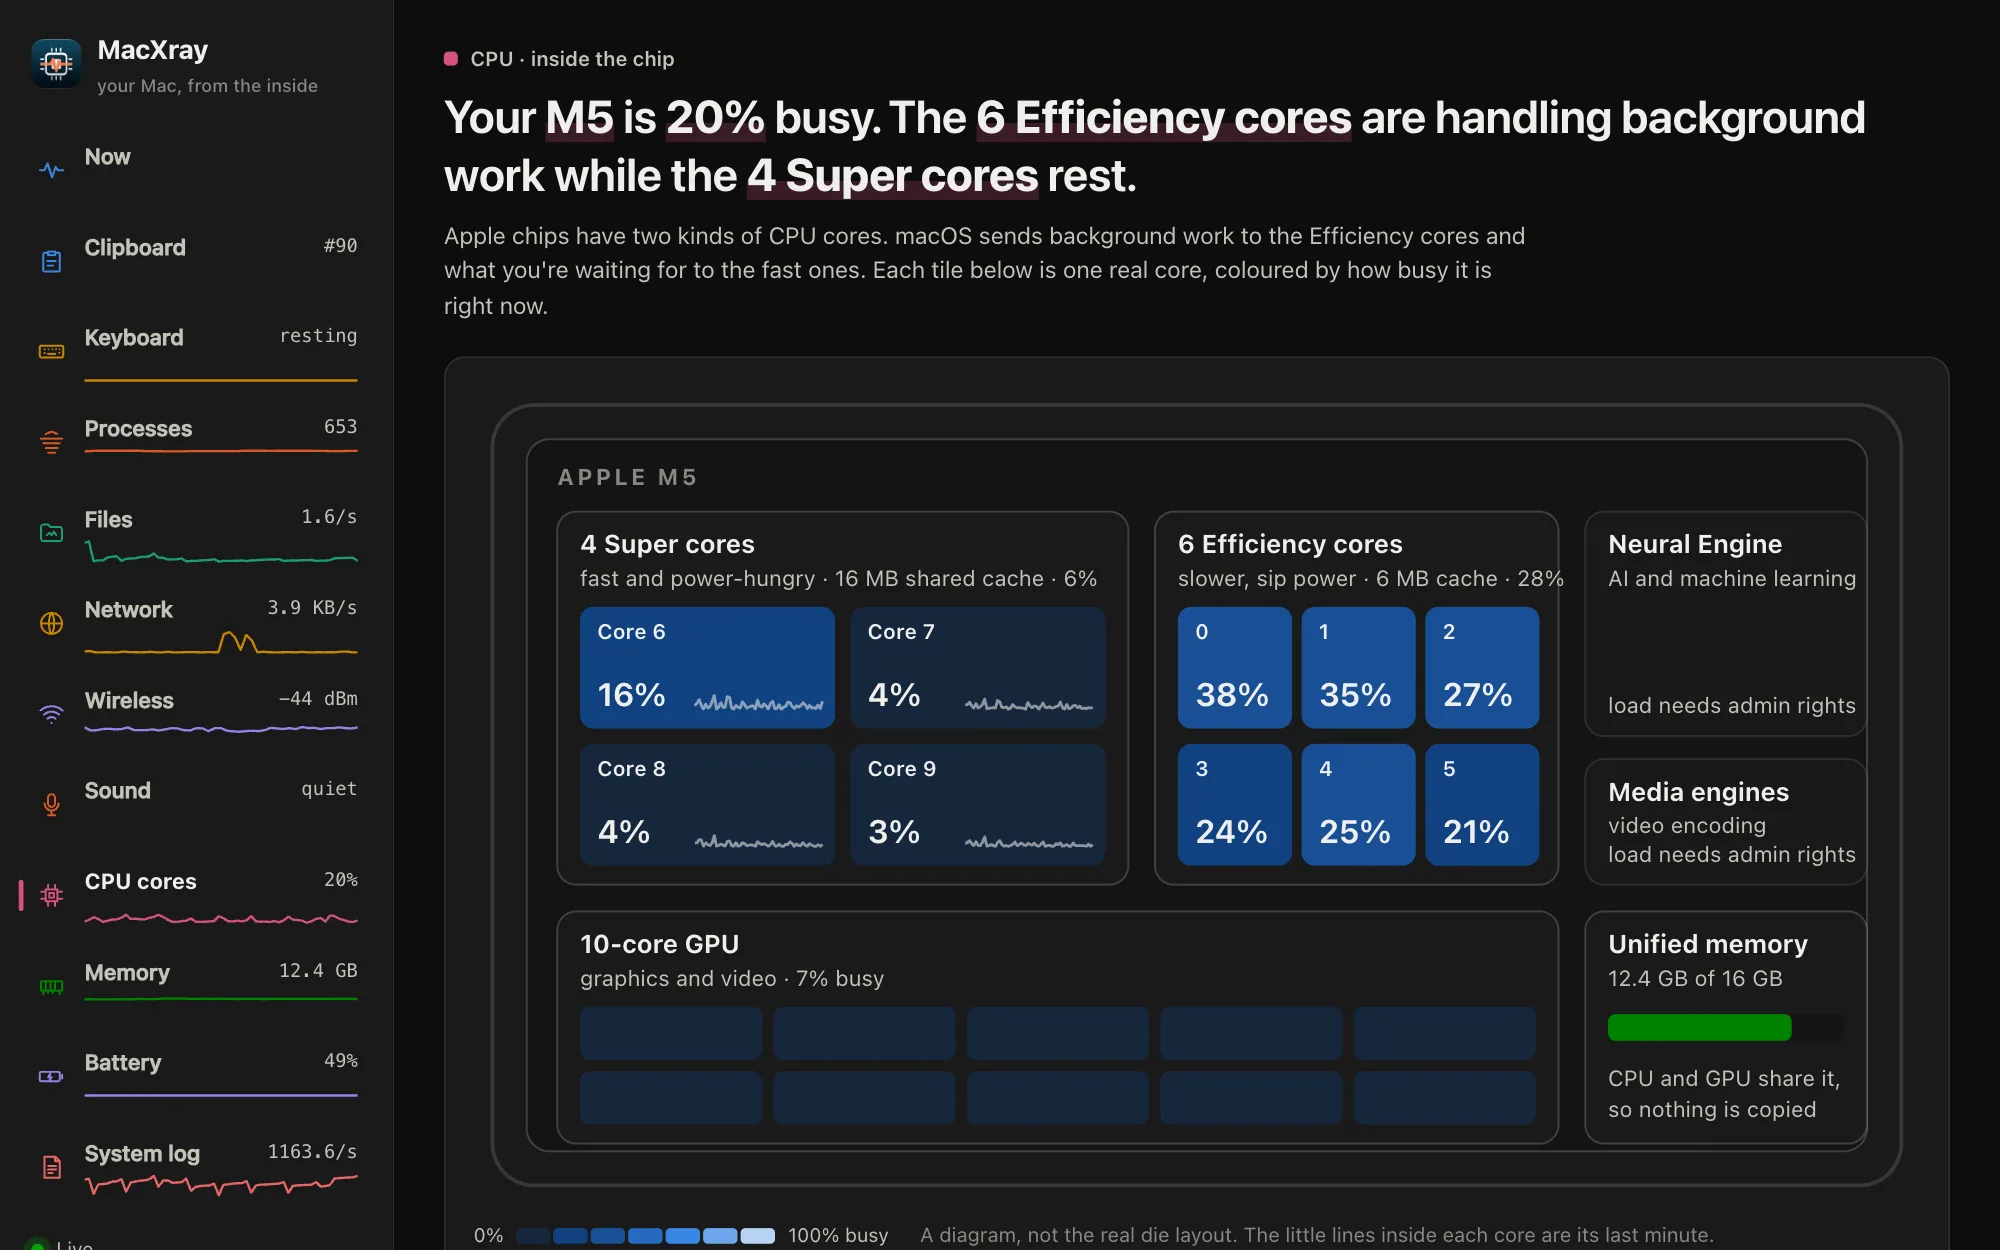 MacXray
your Mac, from the inside
Now
Clipboard #90
Keyboard resting
Processes 653
Files 1.6/s
Network 3.9 KB/s
Wireless −44 dBm
Sound quiet
CPU cores 20%
Memory 12.4 GB
Battery 49%
System log 1163.6/s
Live
CPU · inside the chip
Your M5 is 20% busy. The 6 Efficiency cores are handling background
work while the 4 Super cores rest.
Apple chips have two kinds of CPU cores. macOS sends background work to the Efficiency cores and
what you're waiting for to the fast ones. Each tile below is one real core, coloured by how busy it is
right now.
APPLE M5
4 Super cores
fast and power-hungry · 16 MB shared cache · 6%
Core 6
16%
Core 7
4%
Core 8
4%
Core 9
3%
6 Efficiency cores
slower, sip power · 6 MB cache · 28%
0
38%
1
35%
2
27%
3
24%
4
25%
5
21%
Neural Engine
AI and machine learning
load needs admin rights
Media engines
video encoding
load needs admin rights
10-core GPU
graphics and video · 7% busy
Unified memory
12.4 GB of 16 GB
CPU and GPU share it,
so nothing is copied
0% 100% busy
A diagram, not the real die layout. The little lines inside each core are its last minute.